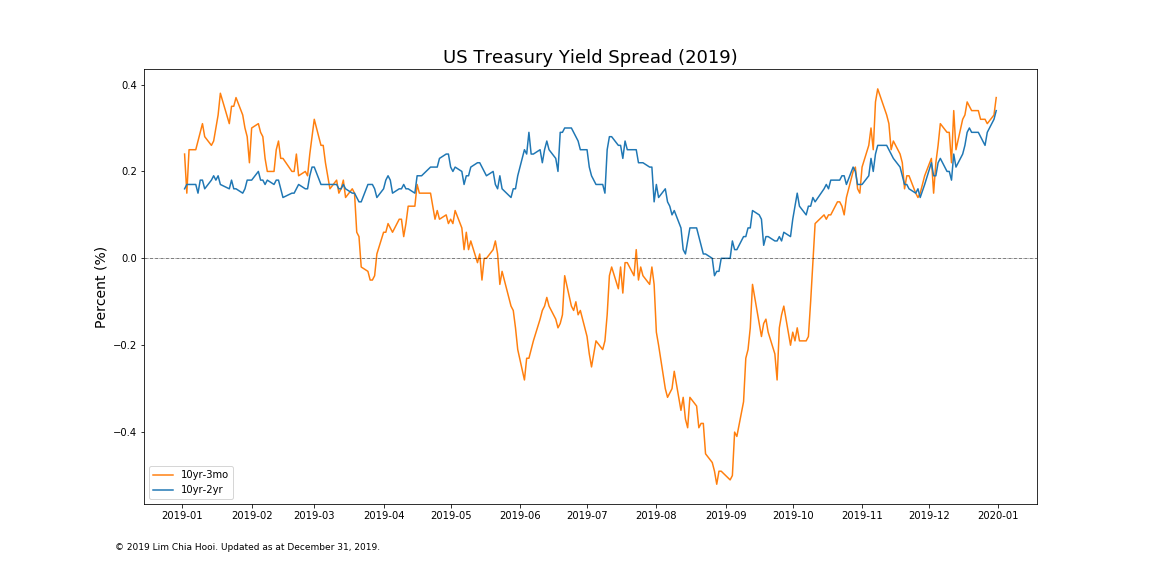 US Treasury Yield Spread (2019)
Percent (%)
0.4
0.2
0.0
−0.2
−0.4
10yr-3mo
10yr-2yr
2019-01 2019-02 2019-03 2019-04 2019-05 2019-06 2019-07 2019-08 2019-09 2019-10 2019-11 2019-12 2020-01
© 2019 Lim Chia Hooi. Updated as at December 31, 2019.